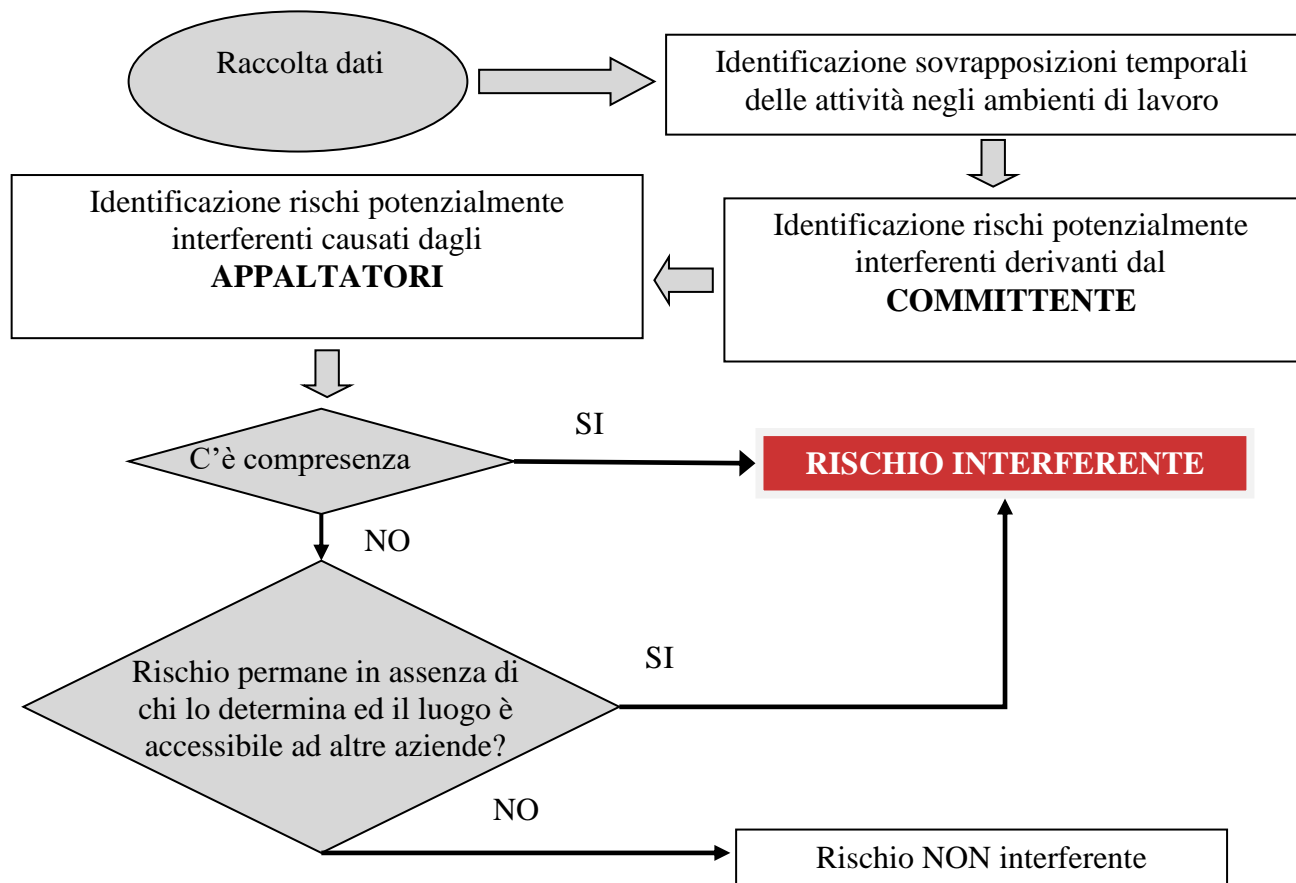 Raccolta dati
Identificazione sovrapposizioni temporali
delle attività negli ambienti di lavoro
Identificazione rischi potenzialmente
interferenti derivanti dal
COMMITTENTE
Identificazione rischi potenzialmente
interferenti causati dagli
APPALTATORI
C’è compresenza
SI
RISCHIO INTERFERENTE
NO
Rischio permane in assenza di
chi lo determina ed il luogo è
accessibile ad altre aziende?
SI
NO
Rischio NON interferente